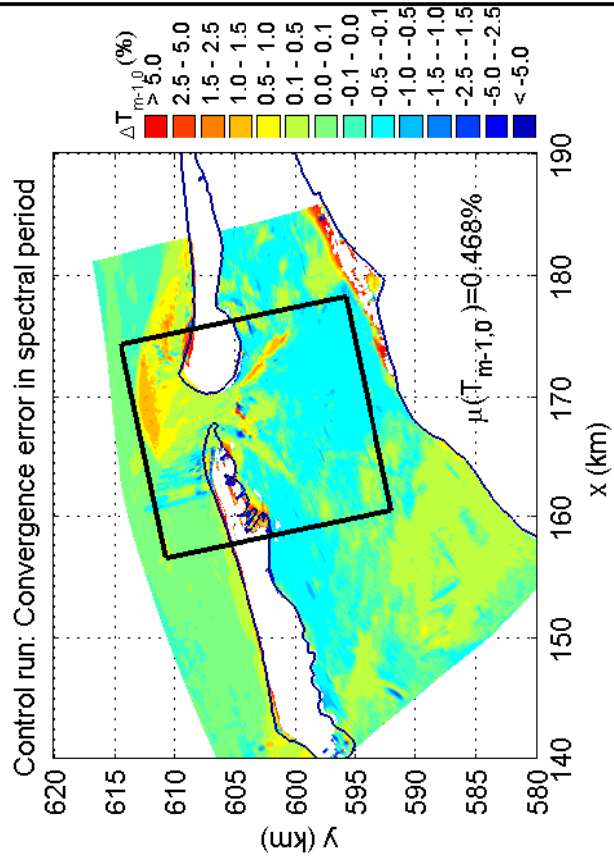 Control run: Convergence error in spectral period
ΔT_{m-1,0} (%)
> 5.0
2.5 - 5.0
1.5 - 2.5
1.0 - 1.5
0.5 - 1.0
0.1 - 0.5
0.0 - 0.1
-0.1 - 0.0
-0.5 - -0.1
-1.0 - -0.5
-1.5 - -1.0
-2.5 - -1.5
-5.0 - -2.5
< -5.0
620
615
610
605
600
595
590
585
580
y (km)
μ(T_{m-1,0})=0.468%
140
150
160
170
180
190
x (km)